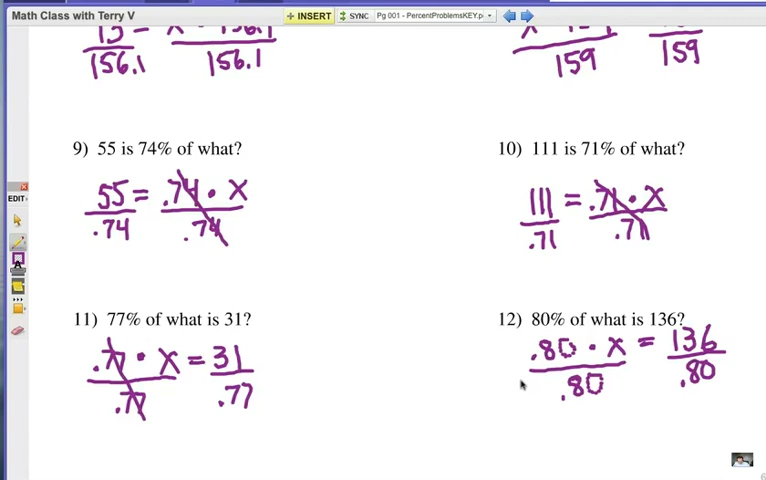 Math Class with Terry V
INSERT SYNC Pg 001 - PercentProblemsKEY.p
156.1 156.1
159 159
9) 55 is 74% of what?
55 = .74 • x
.74 .74
10) 111 is 71% of what?
111 = .71 • x
.71 .71
EDIT
11) 77% of what is 31?
.77 • x = 31
.77 .77
12) 80% of what is 136?
.80 • x = 136
.80 .80
6